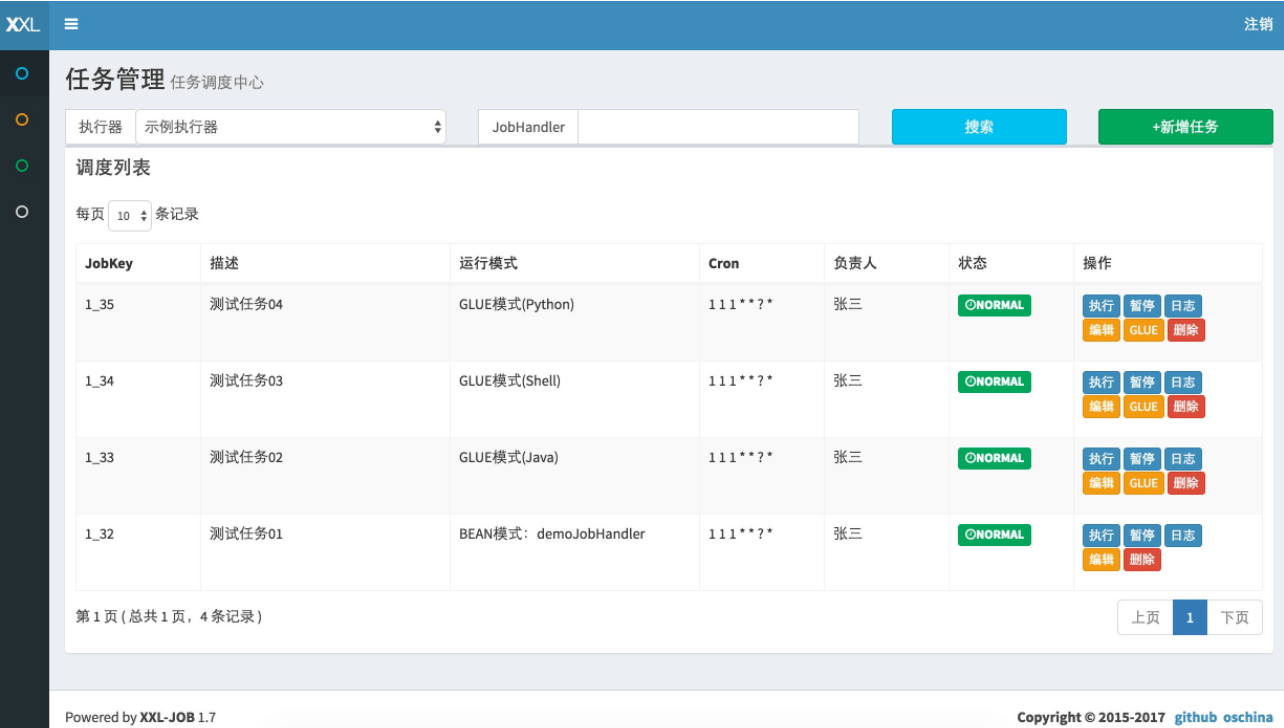 XXL 注销
任务管理 任务调度中心
执行器 示例执行器 JobHandler 搜索 +新增任务
调度列表
每页 10 条记录
JobKey 描述 运行模式 Cron 负责人 状态 操作
1_35 测试任务04 GLUE模式(Python) 1 1 1 * * ? * 张三 NORMAL 执行 暂停 日志
编辑 GLUE 删除
1_34 测试任务03 GLUE模式(Shell) 1 1 1 * * ? * 张三 NORMAL 执行 暂停 日志
编辑 GLUE 删除
1_33 测试任务02 GLUE模式(Java) 1 1 1 * * ? * 张三 NORMAL 执行 暂停 日志
编辑 GLUE 删除
1_32 测试任务01 BEAN模式：demoJobHandler 1 1 1 * * ? * 张三 NORMAL 执行 暂停 日志
编辑 删除
第 1 页 ( 总共 1 页，4 条记录 ) 上页 1 下页
Powered by XXL-JOB 1.7 Copyright © 2015-2017 github oschina